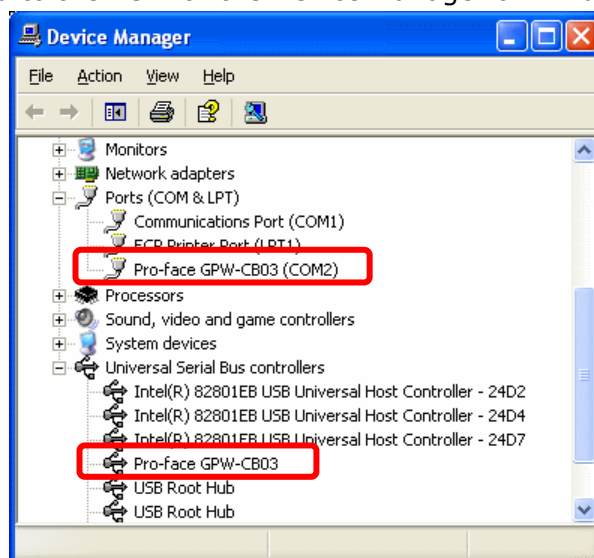 Device Manager
File Action View Help
Monitors
Network adapters
Ports (COM & LPT)
Communications Port (COM1)
ECP Printer Port (LPT1)
Pro-face GPW-CB03 (COM2)
Processors
Sound, video and game controllers
System devices
Universal Serial Bus controllers
Intel(R) 82801EB USB Universal Host Controller - 24D2
Intel(R) 82801EB USB Universal Host Controller - 24D4
Intel(R) 82801EB USB Universal Host Controller - 24D7
Pro-face GPW-CB03
USB Root Hub
USB Root Hub